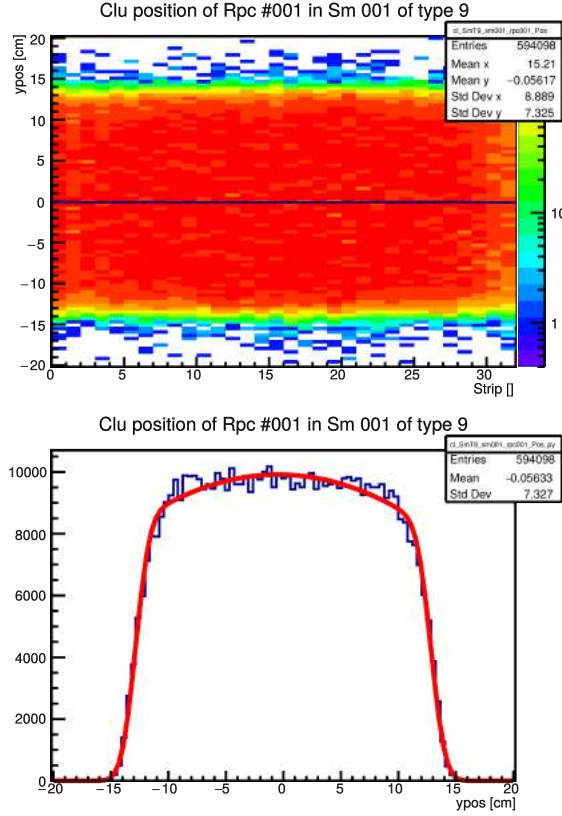 Clu position of Rpc #001 in Sm 001 of type 9
cl_SmT9_sm001_rpc001_Pos
Entries 594098
Mean x 15.21
Mean y −0.05617
Std Dev x 8.889
Std Dev y 7.325
ypos [cm]
20
15
10
5
0
−5
−10
−15
−20
0 5 10 15 20 25 30
Strip []
10
1
Clu position of Rpc #001 in Sm 001 of type 9
cl_SmT9_sm001_rpc001_Pos_py
Entries 594098
Mean −0.05633
Std Dev 7.327
10000
8000
6000
4000
2000
0
−20 −15 −10 −5 0 5 10 15 20
ypos [cm]